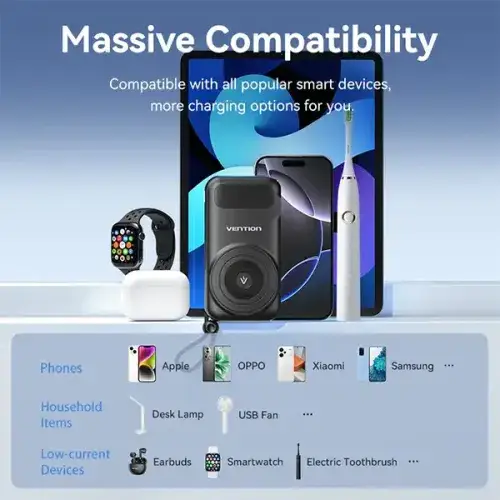 Massive Compatibility
Compatible with all popular smart devices,
more charging options for you.
VENTION
Phones
Apple
OPPO
Xiaomi
Samsung
...
Household
Items
Desk Lamp
USB Fan
...
Low-current
Devices
Earbuds
Smartwatch
Electric Toothbrush
...